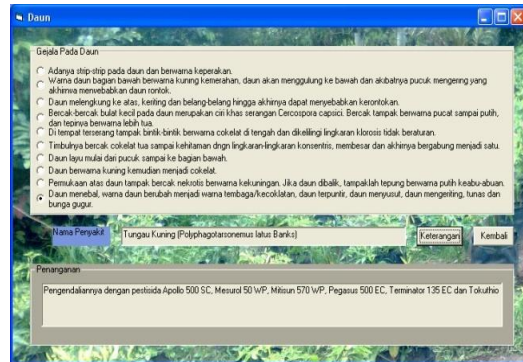 Daun
Gejala Pada Daun
Adanya strip-strip pada daun dan berwarna keperakan.
Warna daun bagian bawah berwarna kuning kemerahan, daun akan menggulung ke bawah dan akibatnya pucuk mengering yang
akhirnya menyebabkan daun rontok.
Daun melengkung ke atas, keriting dan belang-belang hingga akhirnya dapat menyebabkan kerontokan.
Bercak-bercak bulat kecil pada daun merupakan ciri khas serangan Cercospora capsici. Bercak tampak berwarna pucat sampai putih,
dan tepinya berwarna lebih tua.
Di tempat terserang tampak bintik-bintik berwarna cokelat di tengah dan dikelilingi lingkaran klorosis tidak beraturan.
Timbulnya bercak cokelat tua sampai kehitaman dngn lingkaran-lingkaran konsentris, membesar dan akhirnya bergabung menjadi satu.
Daun layu mulai dari pucuk sampai ke bagian bawah.
Daun berwarna kuning kemudian menjadi cokelat.
Permukaan atas daun tampak bercak nekrotis berwarna kekuningan. Jika daun dibalik, tampaklah tepung berwarna putih keabu-abuan.
Daun menebal, warna daun berubah menjadi warna tembaga/kecoklatan, daun terpuntir, daun menyusut, daun mengeriting, tunas dan
bunga gugur.
Nama Penyakit Tungau Kuning (Polyphagotarsonemus latus Banks) Keterangan Kembali
Penanganan
Pengendaliannya dengan pestisida Apollo 500 SC, Mesurol 50 WP, Mitisun 570 WP, Pegasus 500 EC, Terminator 135 EC dan Tokuthio